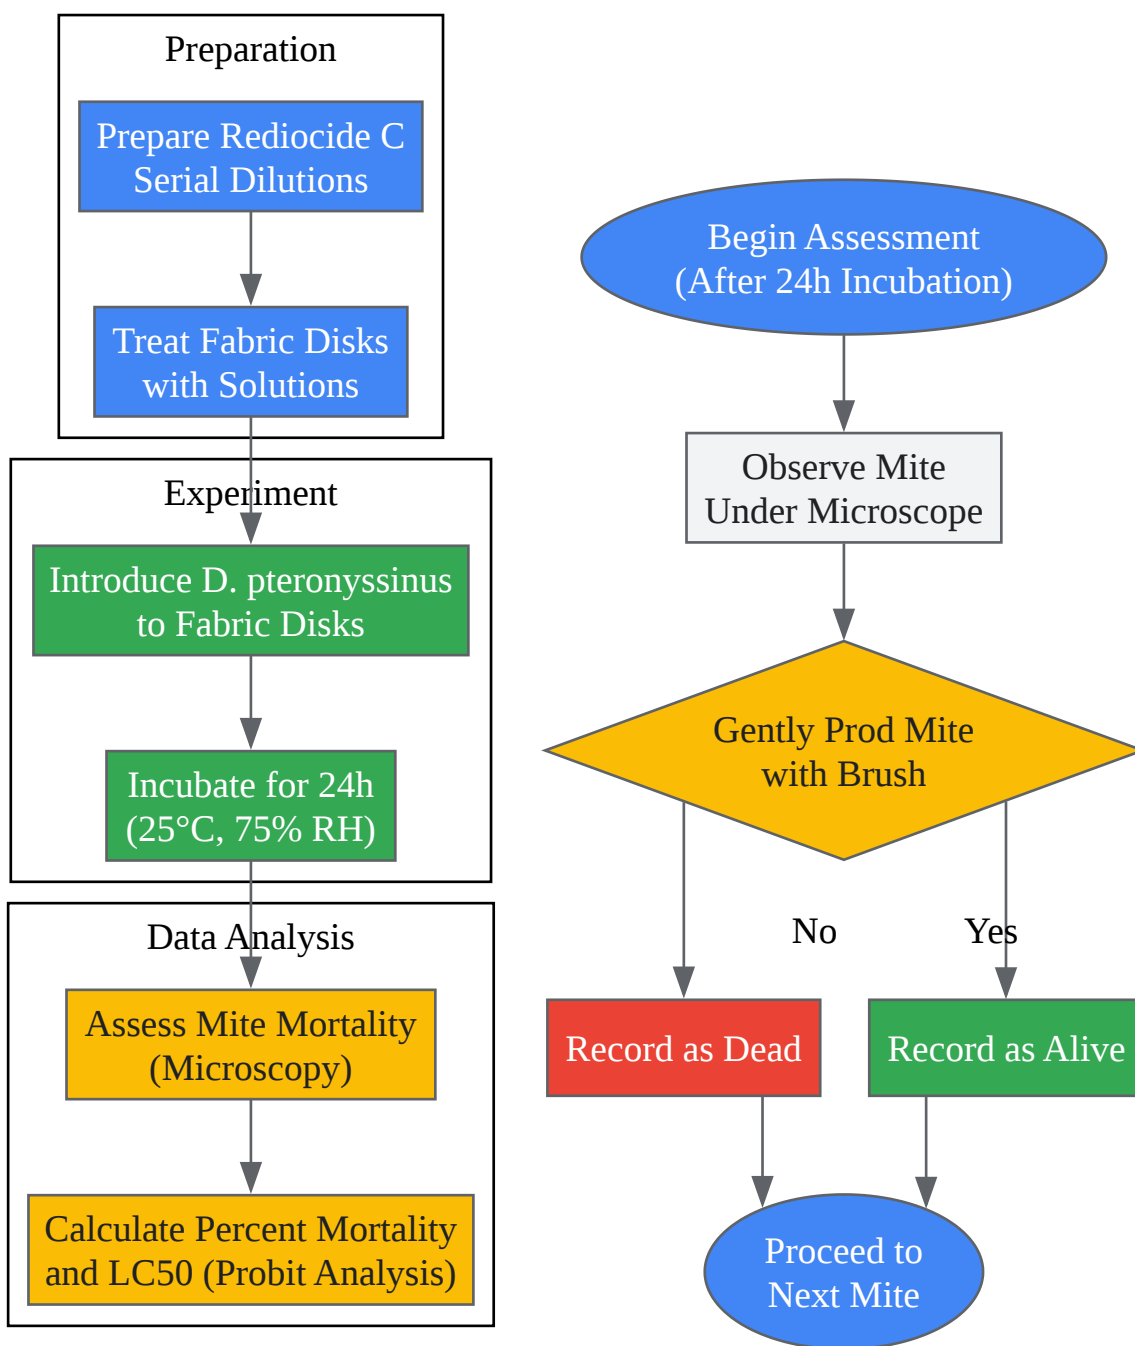 Preparation
Prepare Rediocide C
Serial Dilutions
Treat Fabric Disks
with Solutions
Experiment
Introduce D. pteronyssinus
to Fabric Disks
Incubate for 24h
(25°C, 75% RH)
Data Analysis
Assess Mite Mortality
(Microscopy)
Calculate Percent Mortality
and LC50 (Probit Analysis)
Begin Assessment
(After 24h Incubation)
Observe Mite
Under Microscope
Gently Prod Mite
with Brush
No
Yes
Record as Dead
Record as Alive
Proceed to
Next Mite